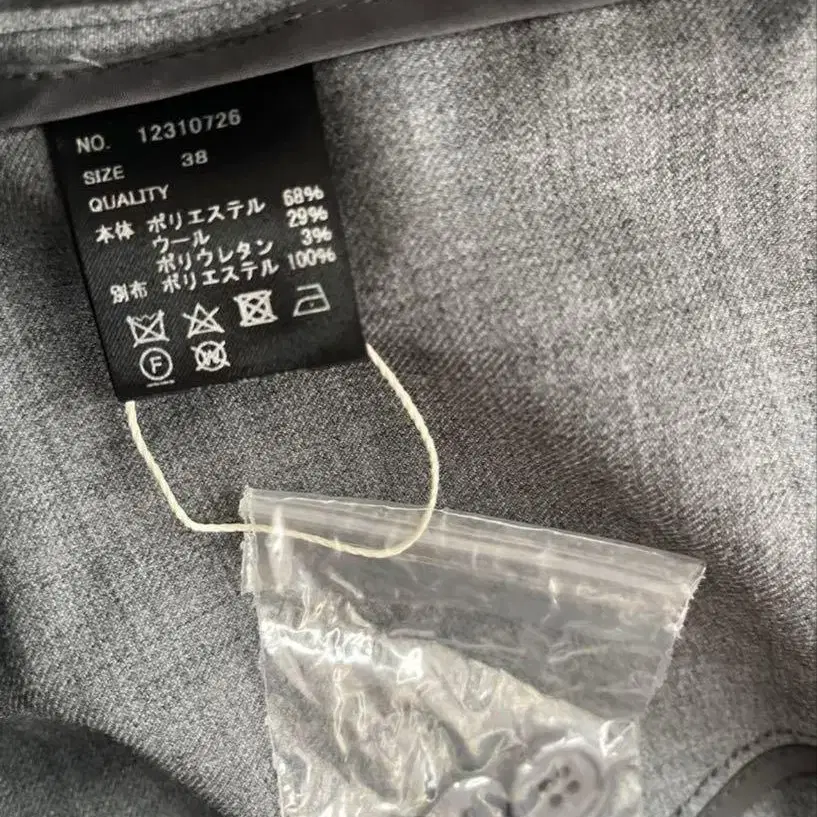 NO. 12310726
SIZE 38
QUALITY
本体 ポリエステル 68%
ウール 29%
ポリウレタン 3%
別布 ポリエステル 100%
F W